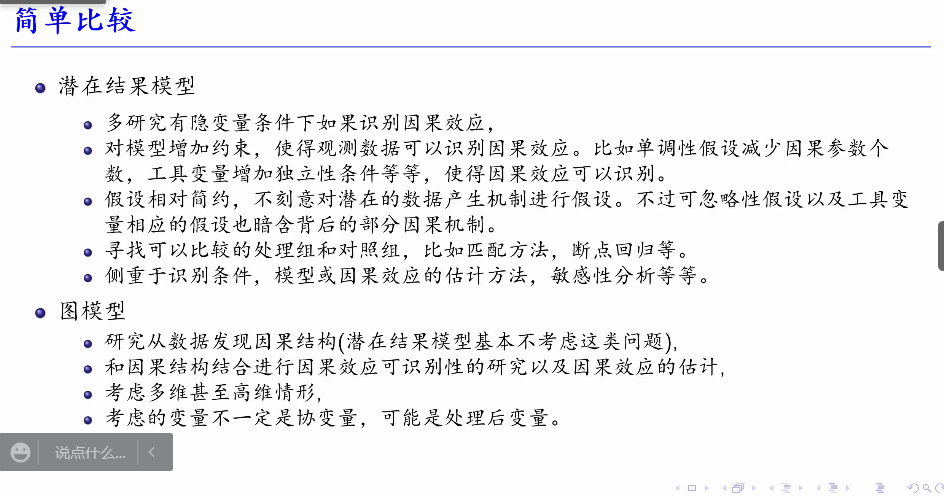 简单比较
潜在结果模型
多研究有隐变量条件下如果识别因果效应，
对模型增加约束，使得观测数据可以识别因果效应。比如单调性假设减少因果参数个
数，工具变量增加独立性条件等等，使得因果效应可以识别。
假设相对简约，不刻意对潜在的数据产生机制进行假设。不过可忽略性假设以及工具变
量相应的假设也暗含背后的部分因果机制。
寻找可以比较的处理组和对照组，比如匹配方法，断点回归等。
侧重于识别条件，模型或因果效应的估计方法，敏感性分析等等。
图模型
研究从数据发现因果结构(潜在结果模型基本不考虑这类问题),
和因果结构结合进行因果效应可识别性的研究以及因果效应的估计,
考虑多维甚至高维情形,
考虑的变量不一定是协变量，可能是处理后变量。
说点什么...